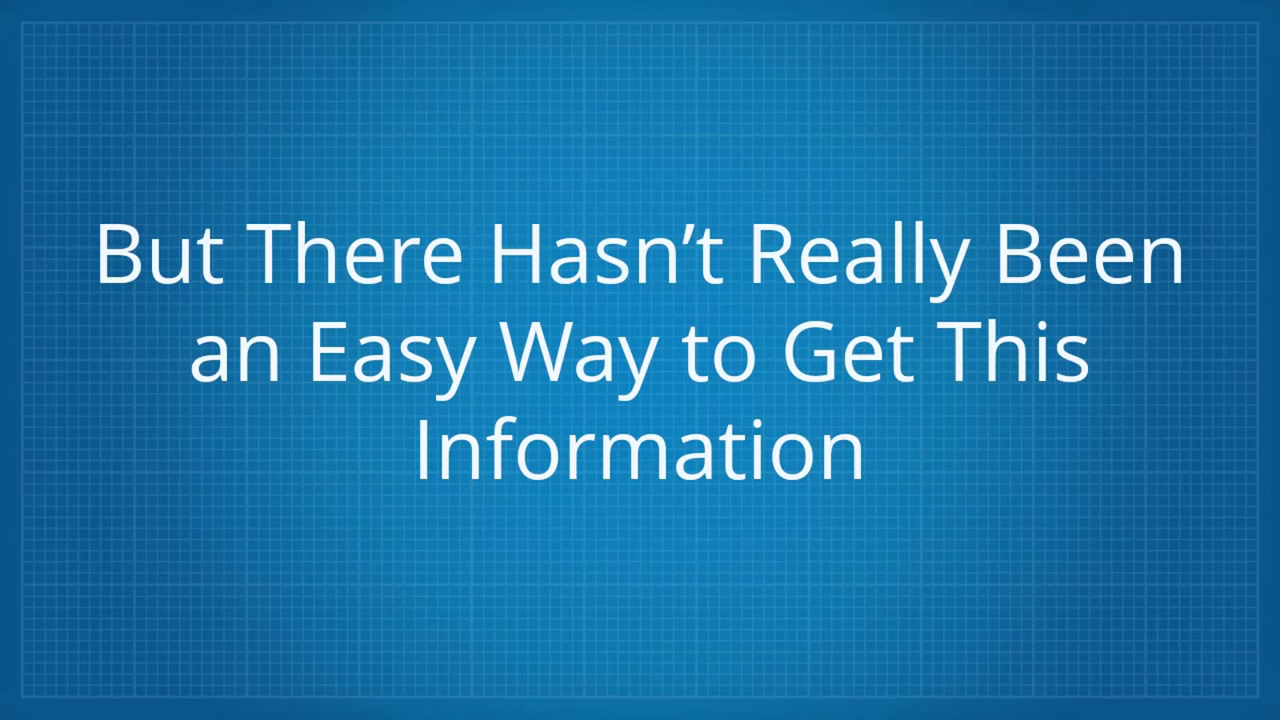 But There Hasn’t Really Been
an Easy Way to Get This
Information